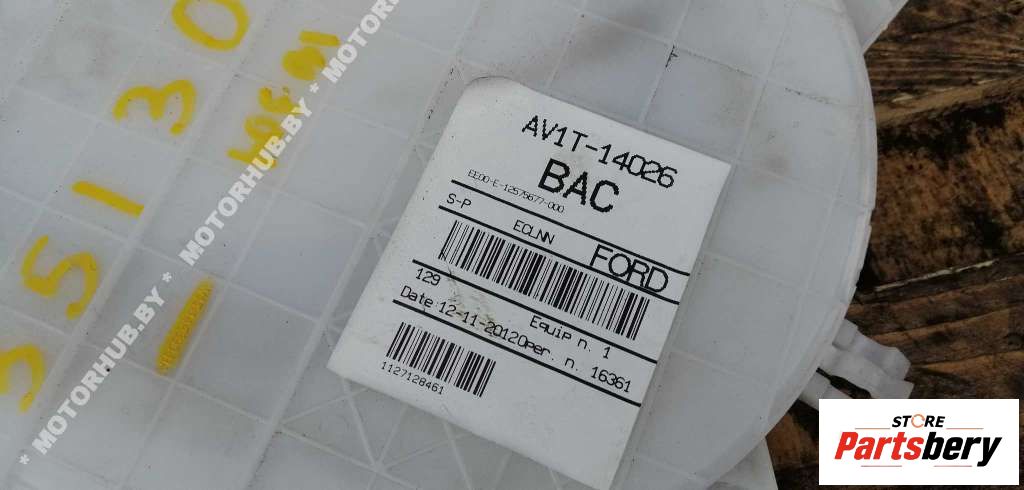 AV1T-14026
BAC
EEDD-E-12579677-000
S-P ECLNN FORD
129 Equip n. 1
Date 12-11-2012 Oper. n. 16361
1127128461
* MOTORHUB.BY * MOTORHUB.BY * MOTORHUB.BY *
STORE
Partsbery